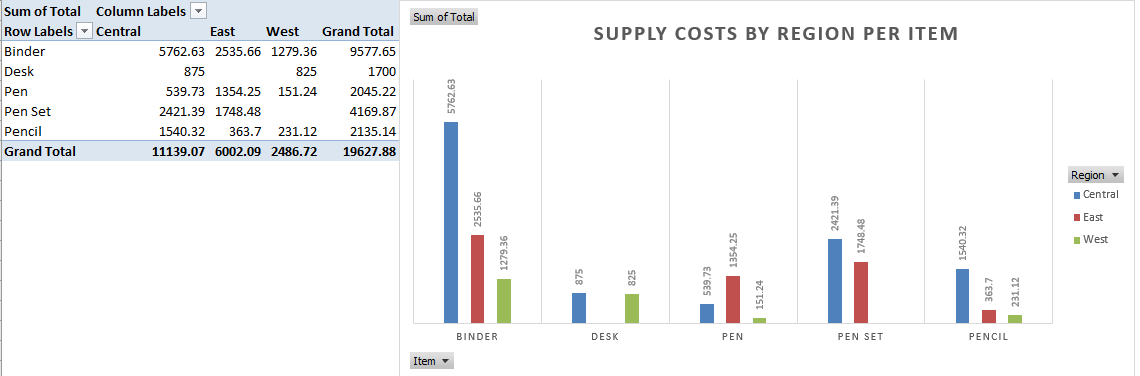 Sum of Total Column Labels
Row Labels Central East West Grand Total
Binder 5762.63 2535.66 1279.36 9577.65
Desk 875 825 1700
Pen 539.73 1354.25 151.24 2045.22
Pen Set 2421.39 1748.48 4169.87
Pencil 1540.32 363.7 231.12 2135.14
Grand Total 11139.07 6002.09 2486.72 19627.88
Sum of Total
SUPPLY COSTS BY REGION PER ITEM
5762.63
2535.66
1279.36
875
825
539.73
1354.25
151.24
2421.39
1748.48
1540.32
363.7
231.12
BINDER DESK PEN PEN SET PENCIL
Item
Region
Central
East
West